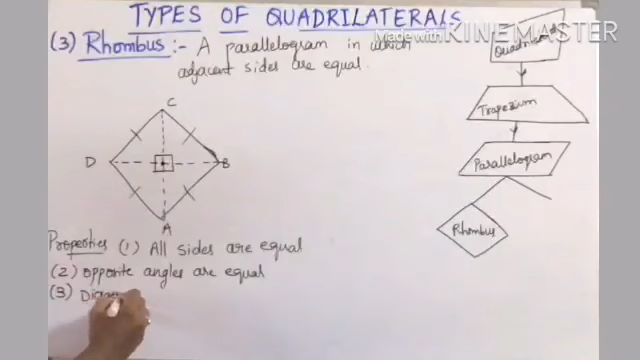 TYPES OF QUADRILATERALS
Made with KINEMASTER
(3) Rhombus :- A parallelogram in which
adjacent sides are equal.
Trapezium
Parallelogram
Rhombus
C
D
B
A
Properties (1) All sides are equal
(2) opposite angles are equal
(3)